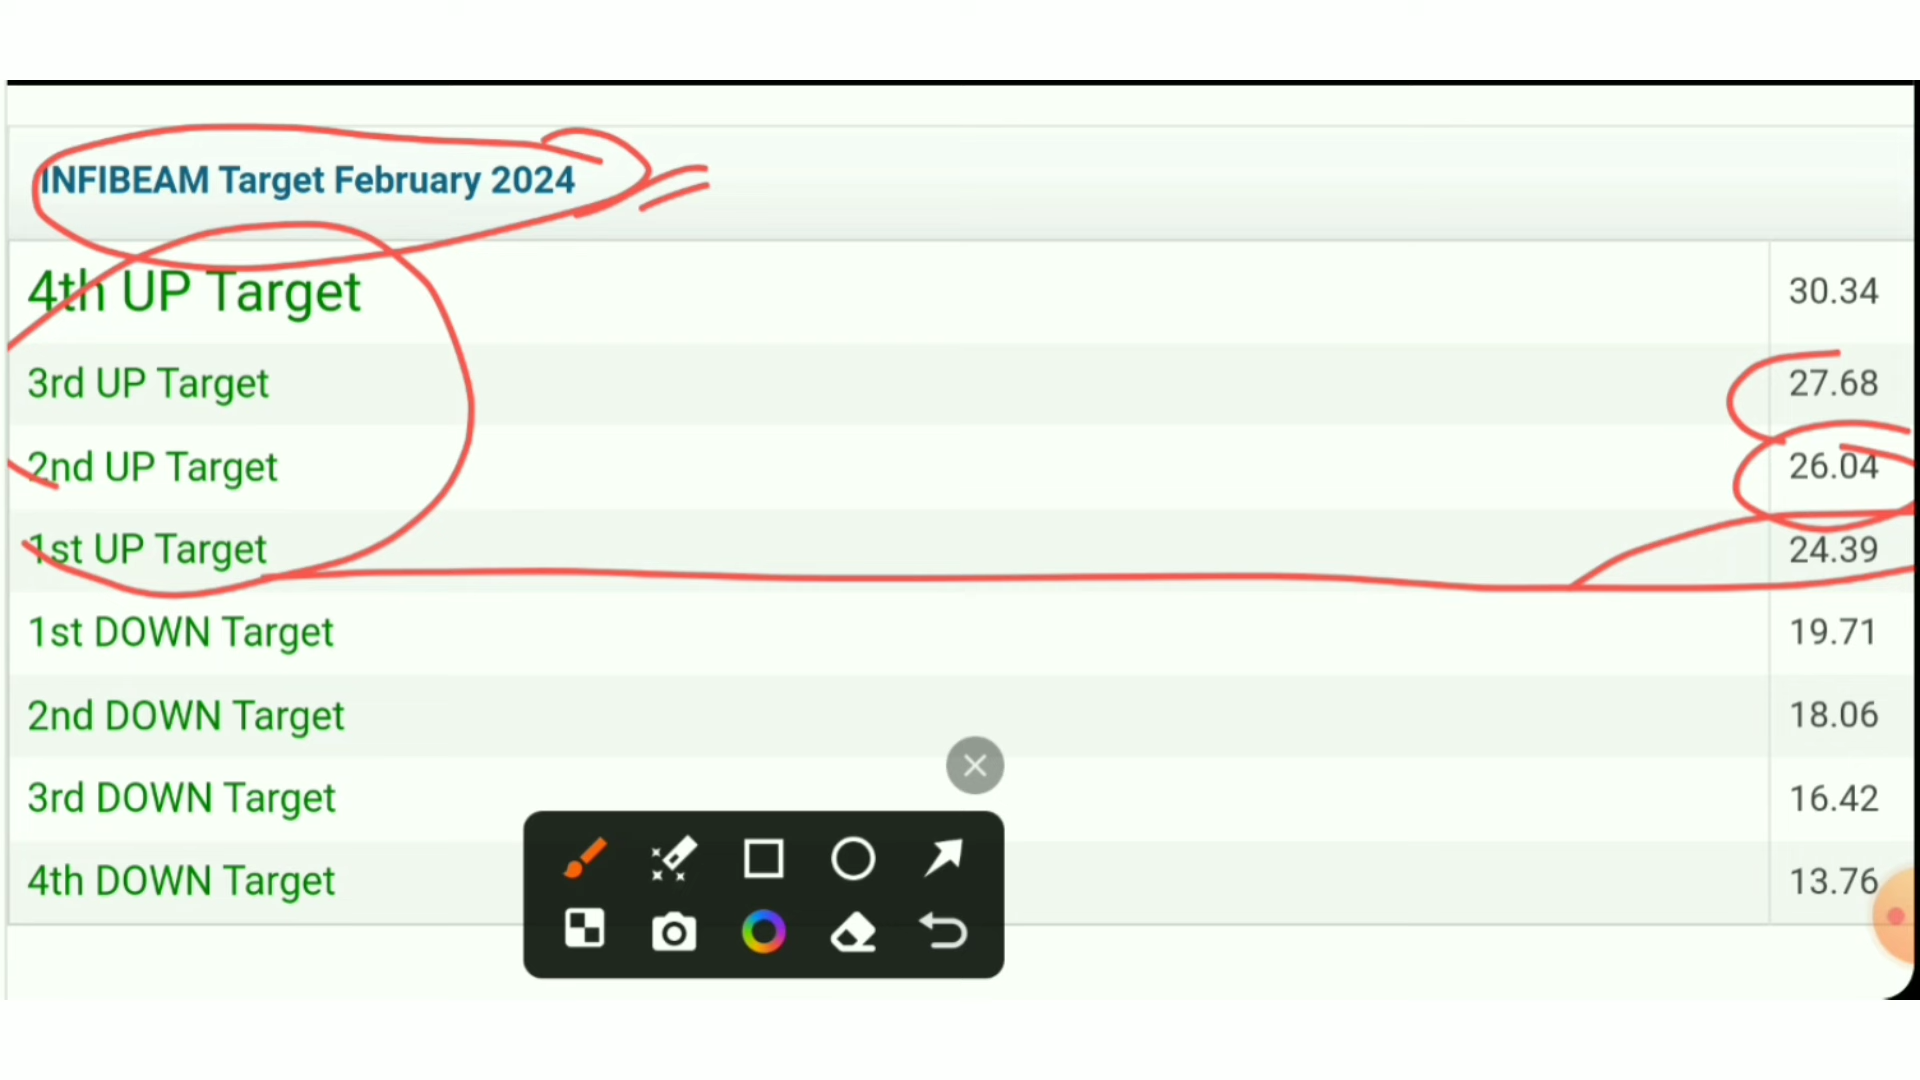 INFIBEAM Target February 2024
4th UP Target 30.34
3rd UP Target 27.68
2nd UP Target 26.04
1st UP Target 24.39
1st DOWN Target 19.71
2nd DOWN Target 18.06
3rd DOWN Target 16.42
4th DOWN Target 13.76